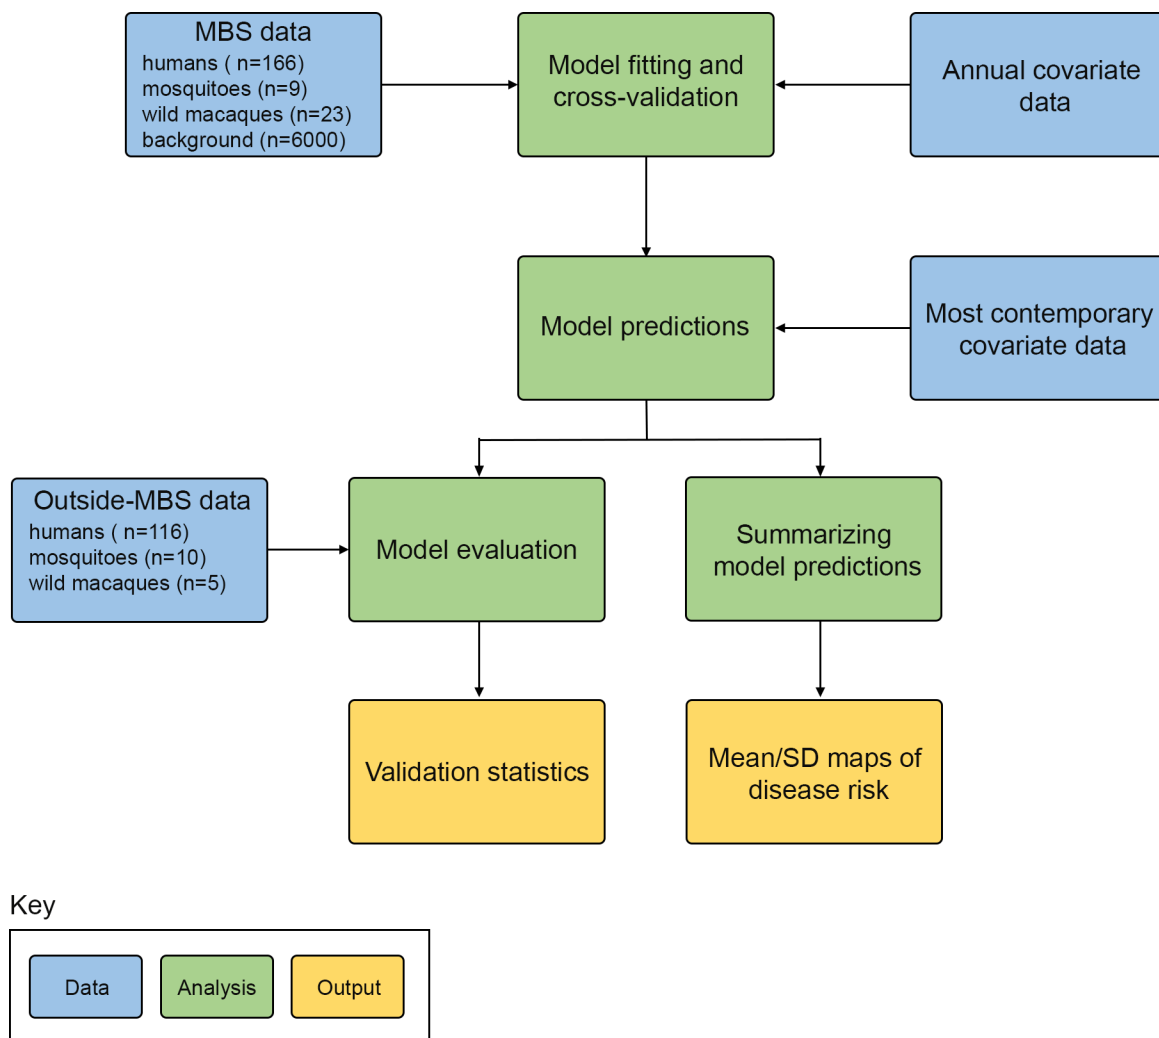 MBS data
humans ( n=166)
mosquitoes (n=9)
wild macaques (n=23)
background (n=6000)
Model fitting and
cross-validation
Annual covariate
data
Model predictions
Most contemporary
covariate data
Outside-MBS data
humans ( n=116)
mosquitoes (n=10)
wild macaques (n=5)
Model evaluation
Summarizing
model predictions
Validation statistics
Mean/SD maps of
disease risk
Key
Data
Analysis
Output